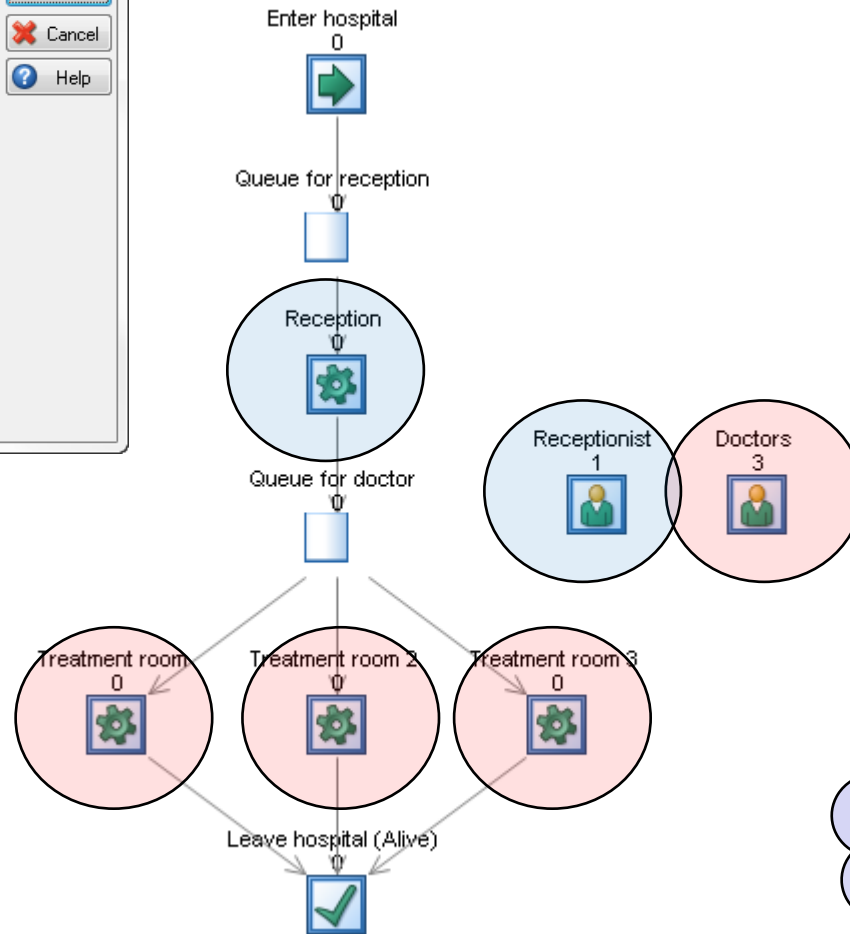 Cancel
Help
Enter hospital
0
Queue for reception
0
Reception
0
Receptionist
1
Doctors
3
Queue for doctor
0
Treatment room
0
Treatment room 2
0
Treatment room 3
0
Leave hospital (Alive)
0